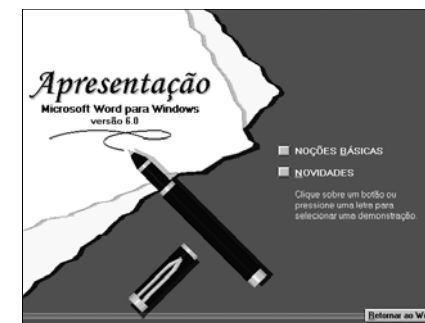 Apresentação
Microsoft Word para Windows
versão 6.0
NOÇÕES BÁSICAS
NOVIDADES
Clique sobre um botão ou
pressione uma letra para
selecionar uma demonstração.
Retornar ao